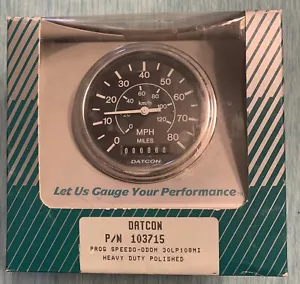 10 20 30 40 50 60 70 80
0 20 40 60 80 100 120
km/h
MPH
MILES
DATCON
Let Us Gauge Your Performance
DATCON
P/N 103715
PROG SPEEDO-ODOM 30LP100MI
HEAVY DUTY POLISHED